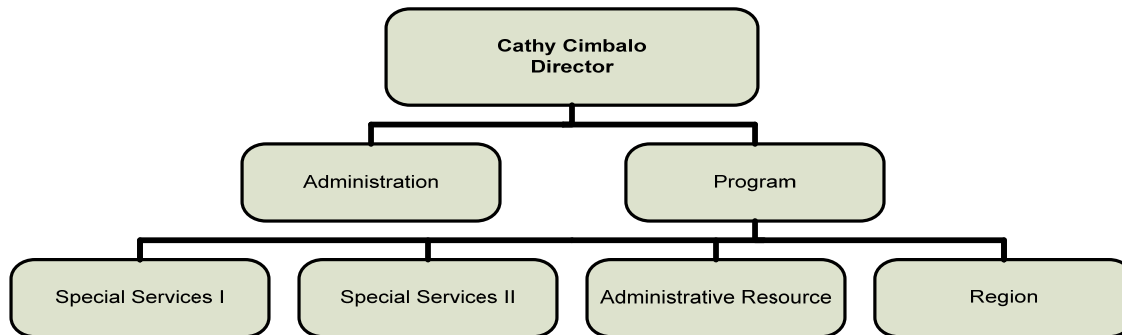 Cathy Cimbalo
Director
Administration
Program
Special Services I
Special Services II
Administrative Resource
Region